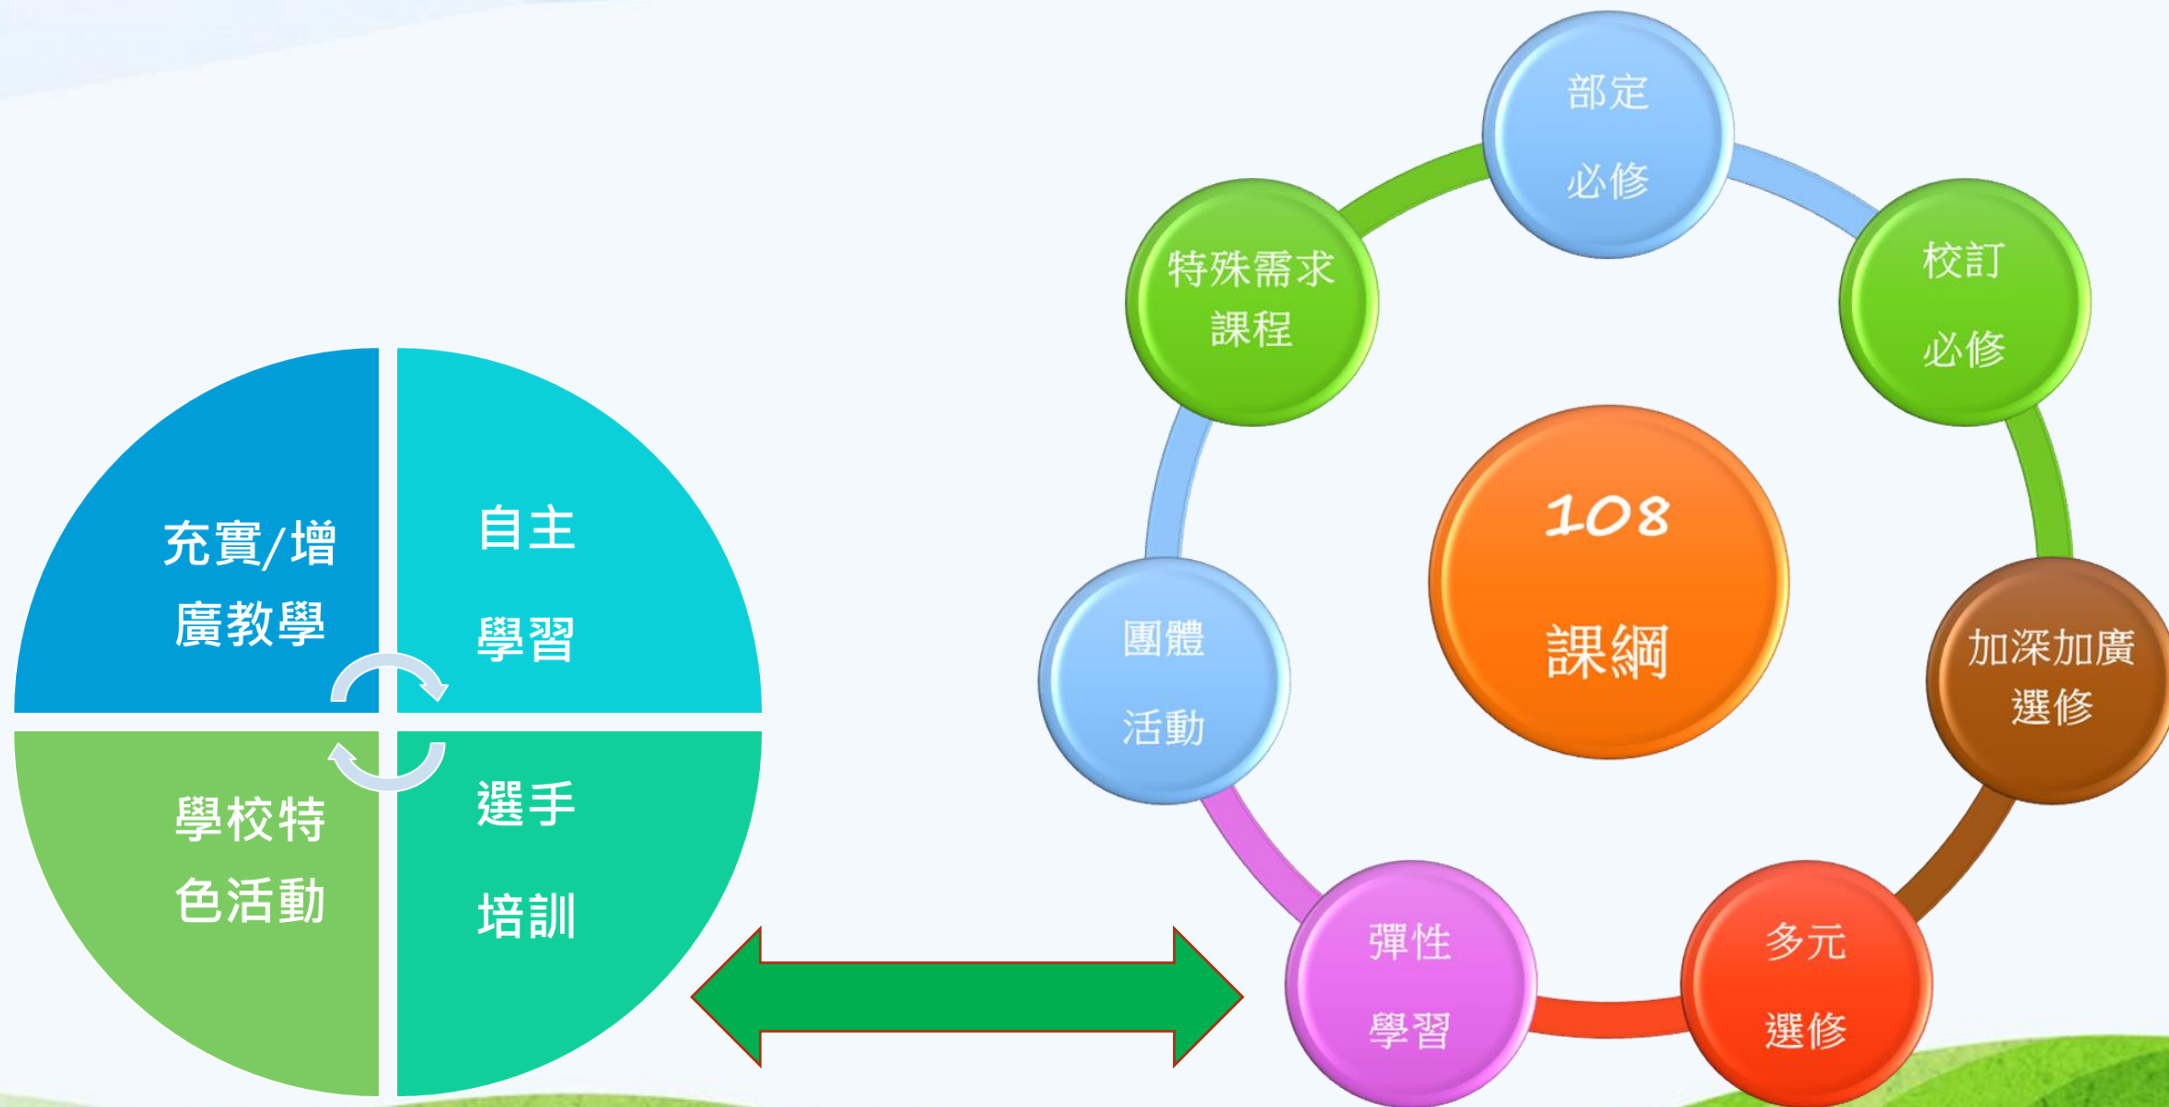 充實/增
廣教學
自主
學習
學校特
色活動
選手
培訓
108
課綱
部定
必修
校訂
必修
加深加廣
選修
多元
選修
彈性
學習
團體
活動
特殊需求
課程